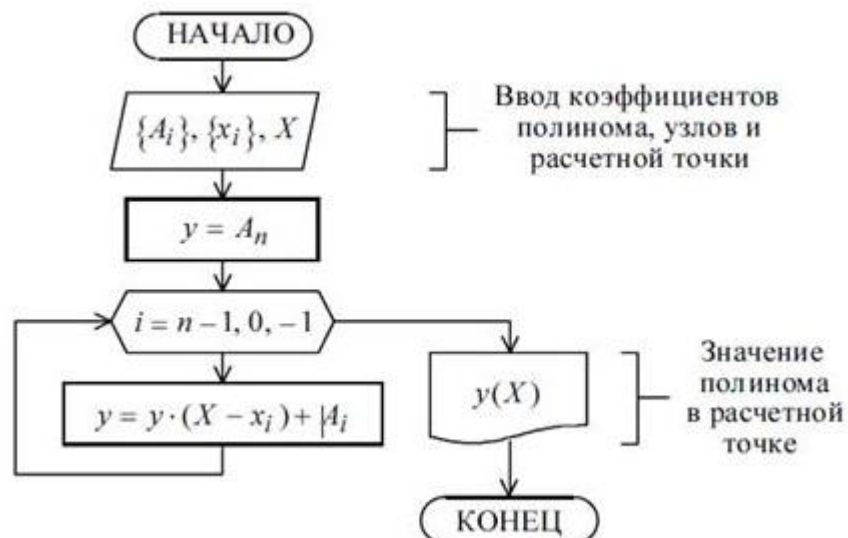 НАЧАЛО
{A_i}, {x_i}, X
Ввод коэффициентов
полинома, узлов и
расчетной точки
y = A_n
i = n – 1, 0, –1
y = y · (X – x_i) + |A_i
y(X)
Значение
полинома
в расчетной
точке
КОНЕЦ